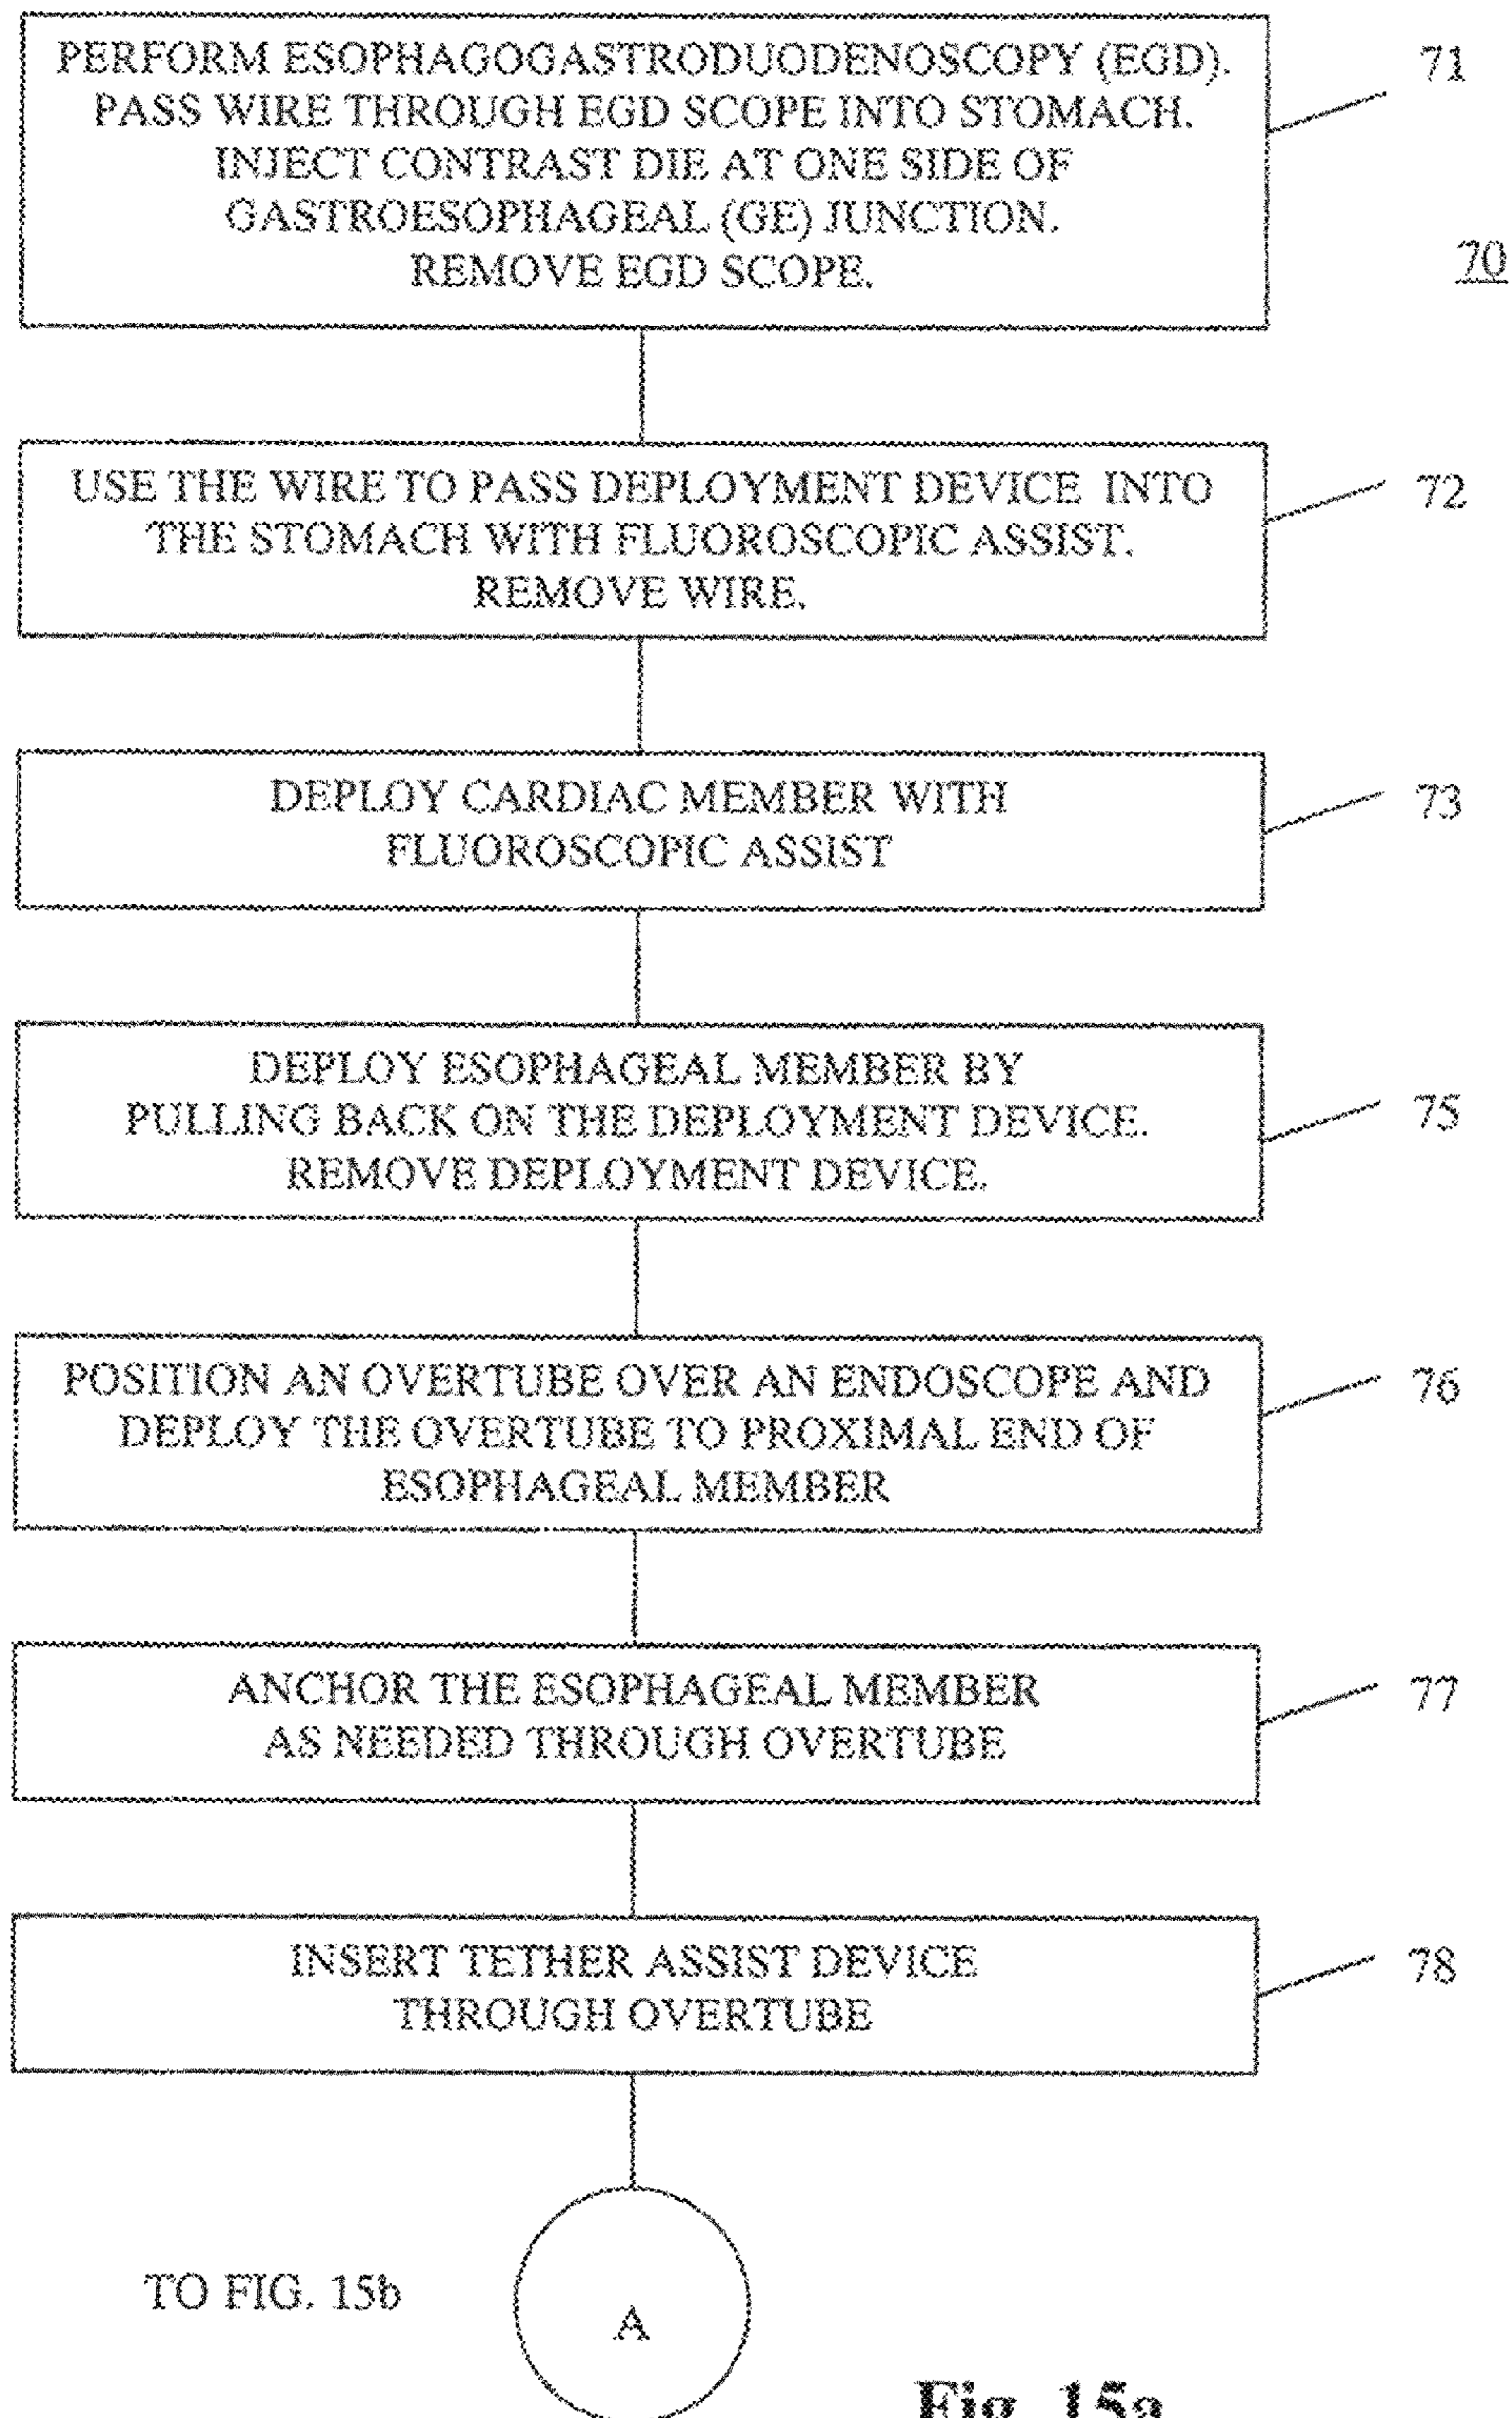 PERFORM ESOPHAGOGASTRODUODENOSCOPY (EGD).
PASS WIRE THROUGH EGD SCOPE INTO STOMACH.
INJECT CONTRAST DIE AT ONE SIDE OF
GASTROESOPHAGEAL (GE) JUNCTION.
REMOVE EGD SCOPE.
71
70
USE THE WIRE TO PASS DEPLOYMENT DEVICE INTO
THE STOMACH WITH FLUOROSCOPIC ASSIST.
REMOVE WIRE.
72
DEPLOY CARDIAC MEMBER WITH
FLUOROSCOPIC ASSIST
73
DEPLOY ESOPHAGEAL MEMBER BY
PULLING BACK ON THE DEPLOYMENT DEVICE.
REMOVE DEPLOYMENT DEVICE.
75
POSITION AN OVERTUBE OVER AN ENDOSCOPE AND
DEPLOY THE OVERTUBE TO PROXIMAL END OF
ESOPHAGEAL MEMBER
76
ANCHOR THE ESOPHAGEAL MEMBER
AS NEEDED THROUGH OVERTUBE
77
INSERT TETHER ASSIST DEVICE
THROUGH OVERTUBE
78
TO FIG. 15b
A
Fig. 15a